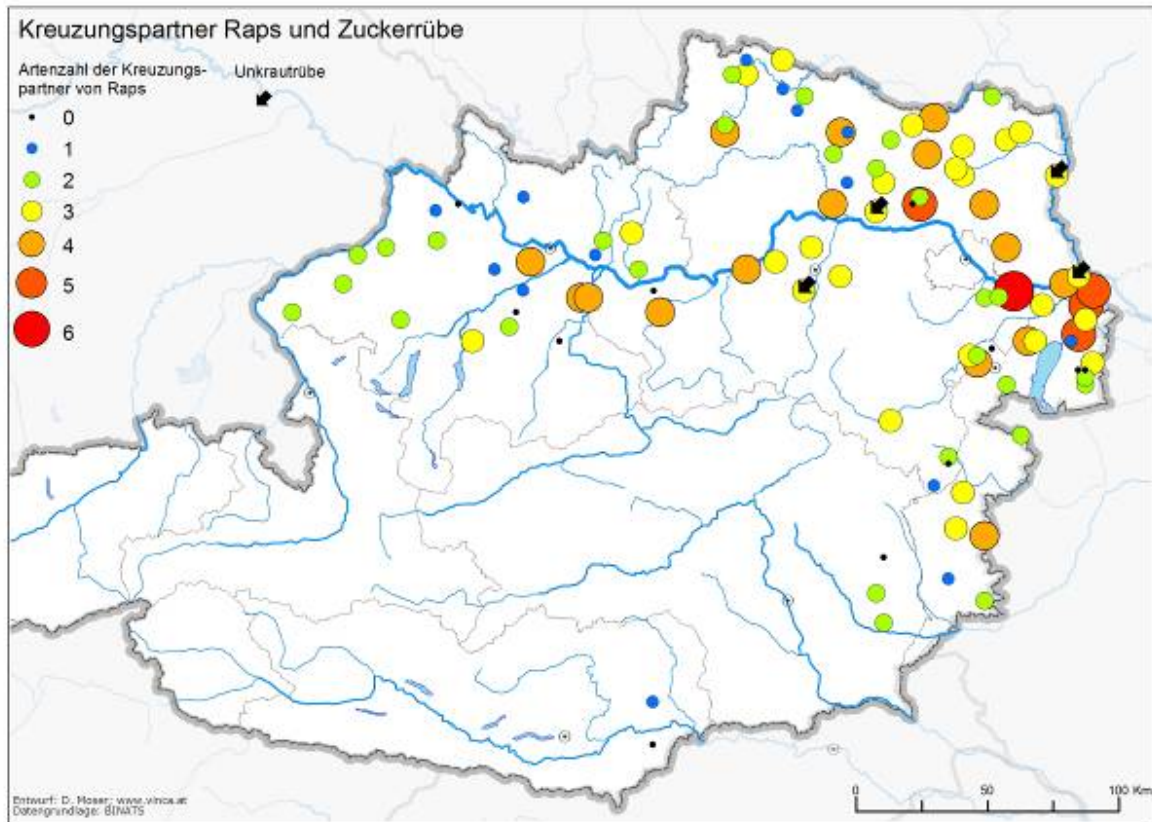 Kreuzungspartner Raps und Zuckerrübe
Artenzahl der Kreuzungs-
partner von Raps
Unkrautrübe
0
1
2
3
4
5
6
Entwurf: D. Moser; www.vinca.at
Datengrundlage: BINATS
0 50 100 Km